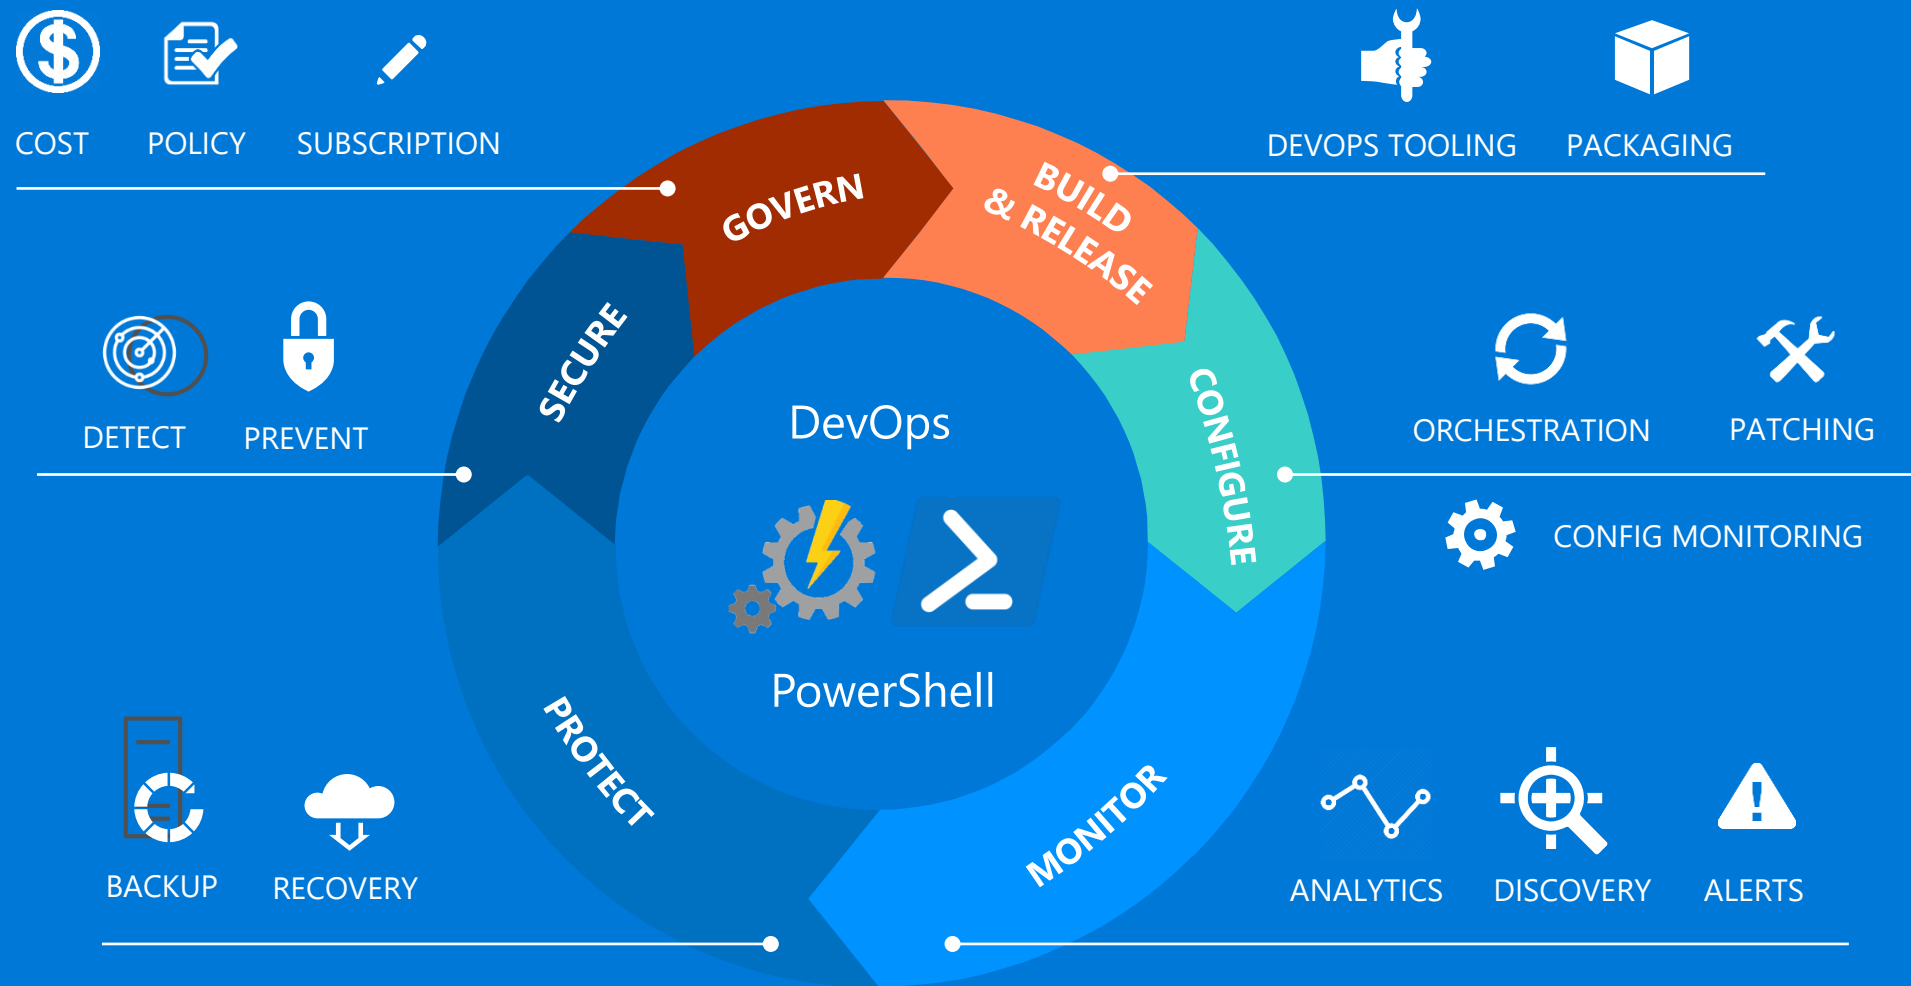 COST
POLICY
SUBSCRIPTION
DEVOPS TOOLING
PACKAGING
GOVERN
BUILD
& RELEASE
SECURE
CONFIGURE
DETECT
PREVENT
DevOps
ORCHESTRATION
PATCHING
CONFIG MONITORING
PowerShell
PROTECT
MONITOR
BACKUP
RECOVERY
ANALYTICS
DISCOVERY
ALERTS